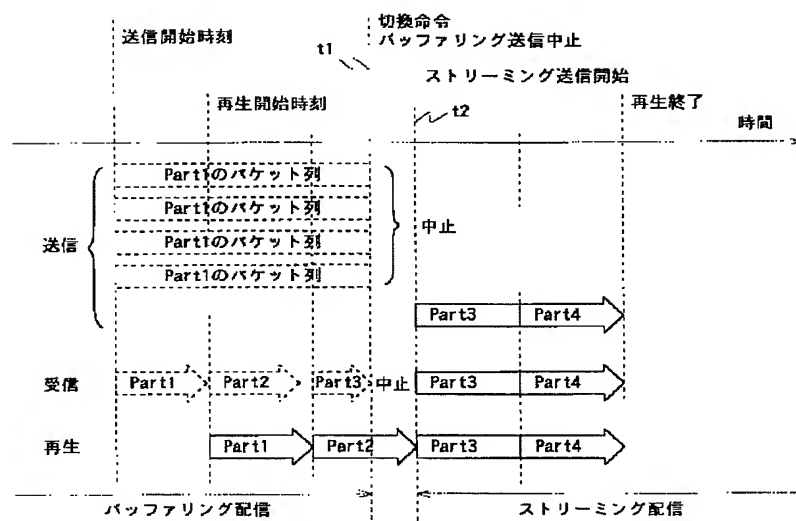 送信開始時刻
切換命令
バッファリング送信中止
t1
ストリーミング送信開始
再生開始時刻
t2
再生終了
時間
送信
Part1のパケット列
Part1のパケット列
Part1のパケット列
Part1のパケット列
中止
Part3 Part4
受信
Part1 Part2 Part3 中止 Part3 Part4
再生
Part1 Part2 Part3 Part4
バッファリング配信
ストリーミング配信